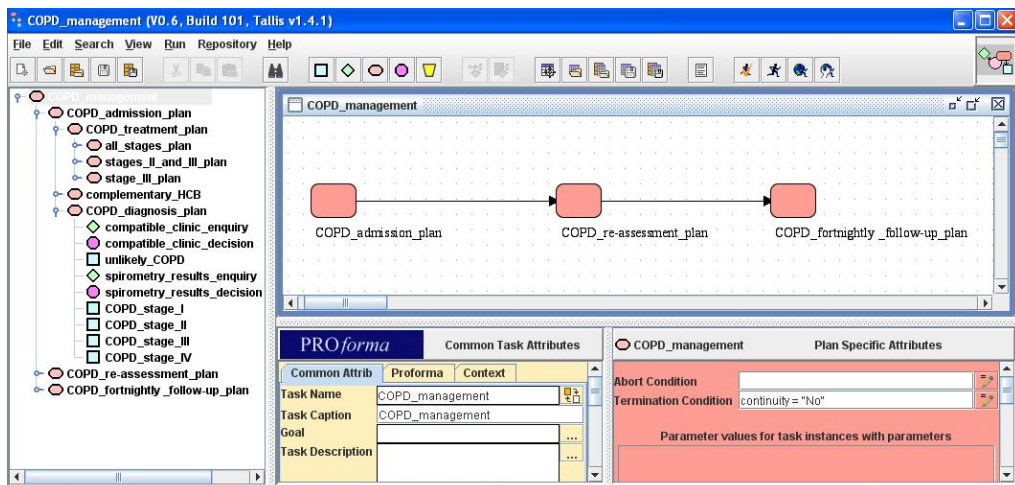 COPD_management (V0.6, Build 101, Tallis v1.4.1)
File Edit Search View Run Repository Help
COPD_management
COPD_admission_plan
COPD_treatment_plan
all_stages_plan
stages_II_and_III_plan
stage_III_plan
complementary_HCB
COPD_diagnosis_plan
compatible_clinic_enquiry
compatible_clinic_decision
unlikely_COPD
spirometry_results_enquiry
spirometry_results_decision
COPD_stage_I
COPD_stage_II
COPD_stage_III
COPD_stage_IV
COPD_re-assessment_plan
COPD_fortnightly _follow-up_plan
COPD_management
COPD_admission_plan COPD_re-assessment_plan COPD_fortnightly _follow-up_plan
PROforma Common Task Attributes
Common Attrib Proforma Context
Task Name COPD_management
Task Caption COPD_management
Goal ...
Task Description ...
COPD_management Plan Specific Attributes
Abort Condition
Termination Condition continuity = "No"
Parameter values for task instances with parameters